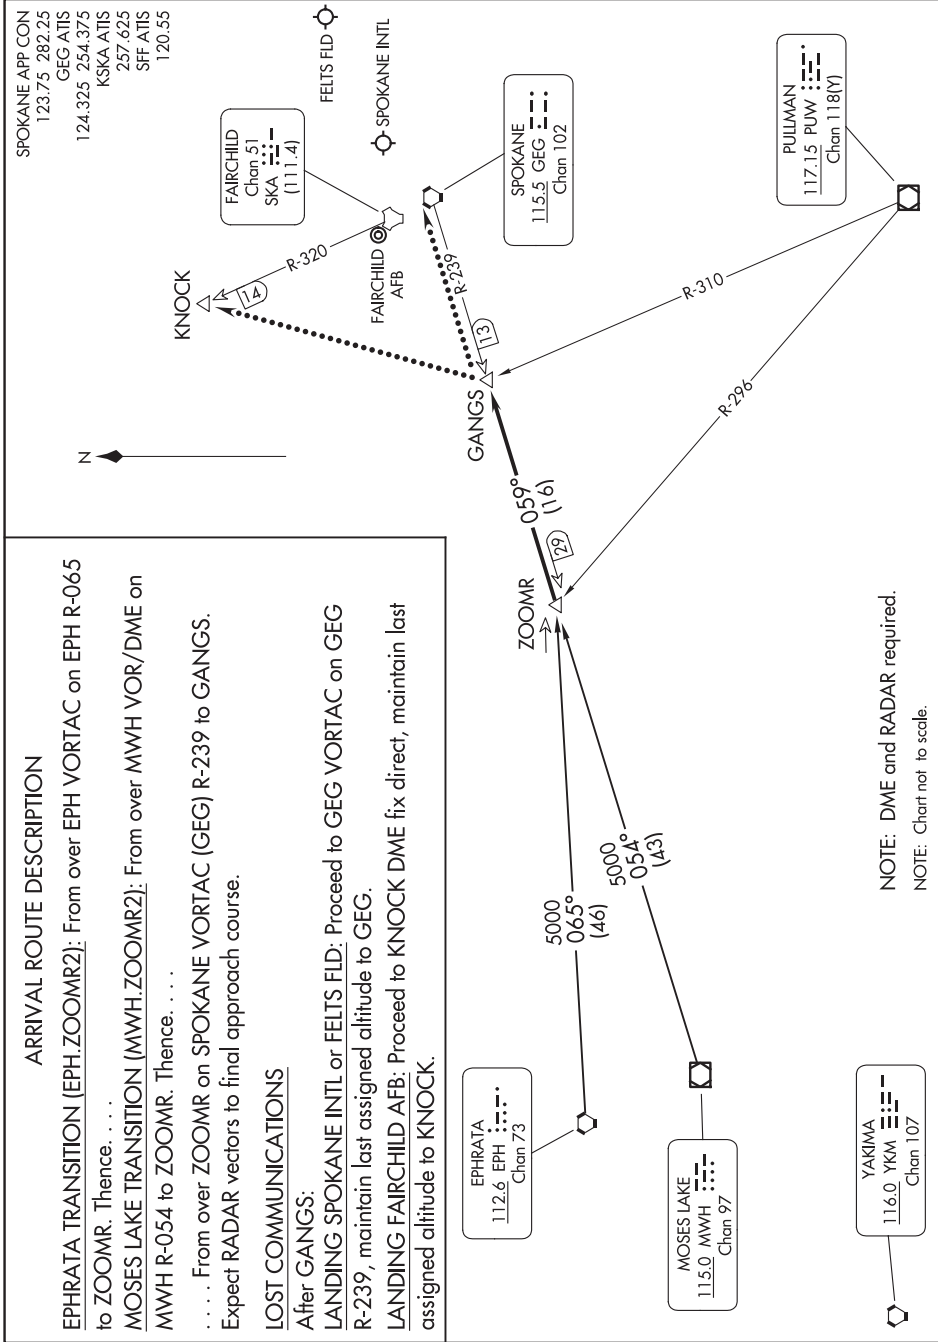 ARRIVAL ROUTE DESCRIPTION
EPHRATA TRANSITION (EPH.ZOOMR2): From over EPH VORTAC on EPH R-065
to ZOOMR. Thence. . . .
MOSES LAKE TRANSITION (MWH.ZOOMR2): From over MWH VOR/DME on
MWH R-054 to ZOOMR. Thence. . . .
. . . . From over ZOOMR on SPOKANE VORTAC (GEG) R-239 to GANGS.
Expect RADAR vectors to final approach course.
LOST COMMUNICATIONS
After GANGS:
LANDING SPOKANE INTL or FELTS FLD: Proceed to GEG VORTAC on GEG
R-239, maintain last assigned altitude to GEG.
LANDING FAIRCHILD AFB: Proceed to KNOCK DME fix direct, maintain last
assigned altitude to KNOCK.
SPOKANE APP CON
123.75 282.25
GEG ATIS
124.325 254.375
KSKA ATIS
257.625
SFF ATIS
120.55
N
KNOCK
14
R-320
FAIRCHILD
Chan 51
SKA
(111.4)
FAIRCHILD
AFB
FELTS FLD
SPOKANE INTL
SPOKANE
115.5 GEG
Chan 102
R-239
13
GANGS
059°
(16)
29
ZOOMR
R-310
R-296
PULLMAN
117.15 PUW
Chan 118(Y)
5000
065°
(46)
5000
054°
(43)
EPHRATA
112.6 EPH
Chan 73
MOSES LAKE
115.0 MWH
Chan 97
YAKIMA
116.0 YKM
Chan 107
NOTE: DME and RADAR required.
NOTE: Chart not to scale.